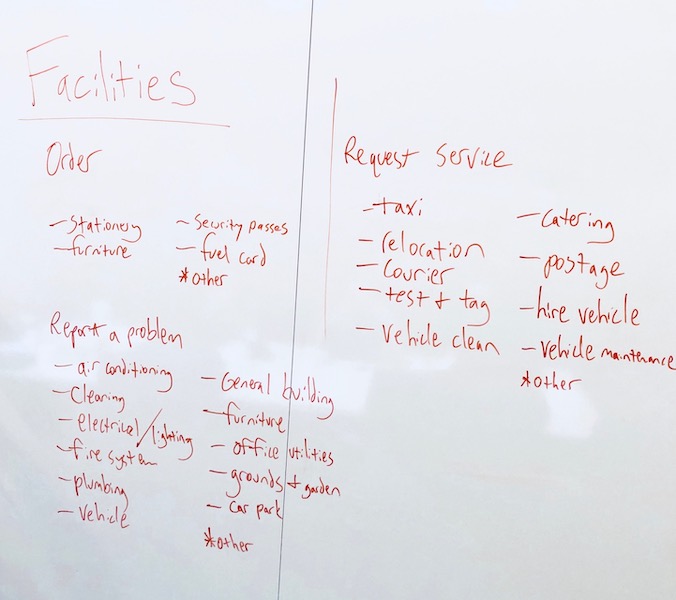 Facilities
Order
- Stationery
- furniture
- Security passes
- fuel card
*other
Report a problem
- air conditioning
- Cleaning
- electrical/lighting
- fire system
- plumbing
- Vehicle
- General building
- furniture
- office utilities
- grounds + garden
- Car park
*other
Request service
- taxi
- relocation
- Courier
- test + tag
- vehicle clean
- catering
- postage
- hire vehicle
- vehicle maintenance
*other